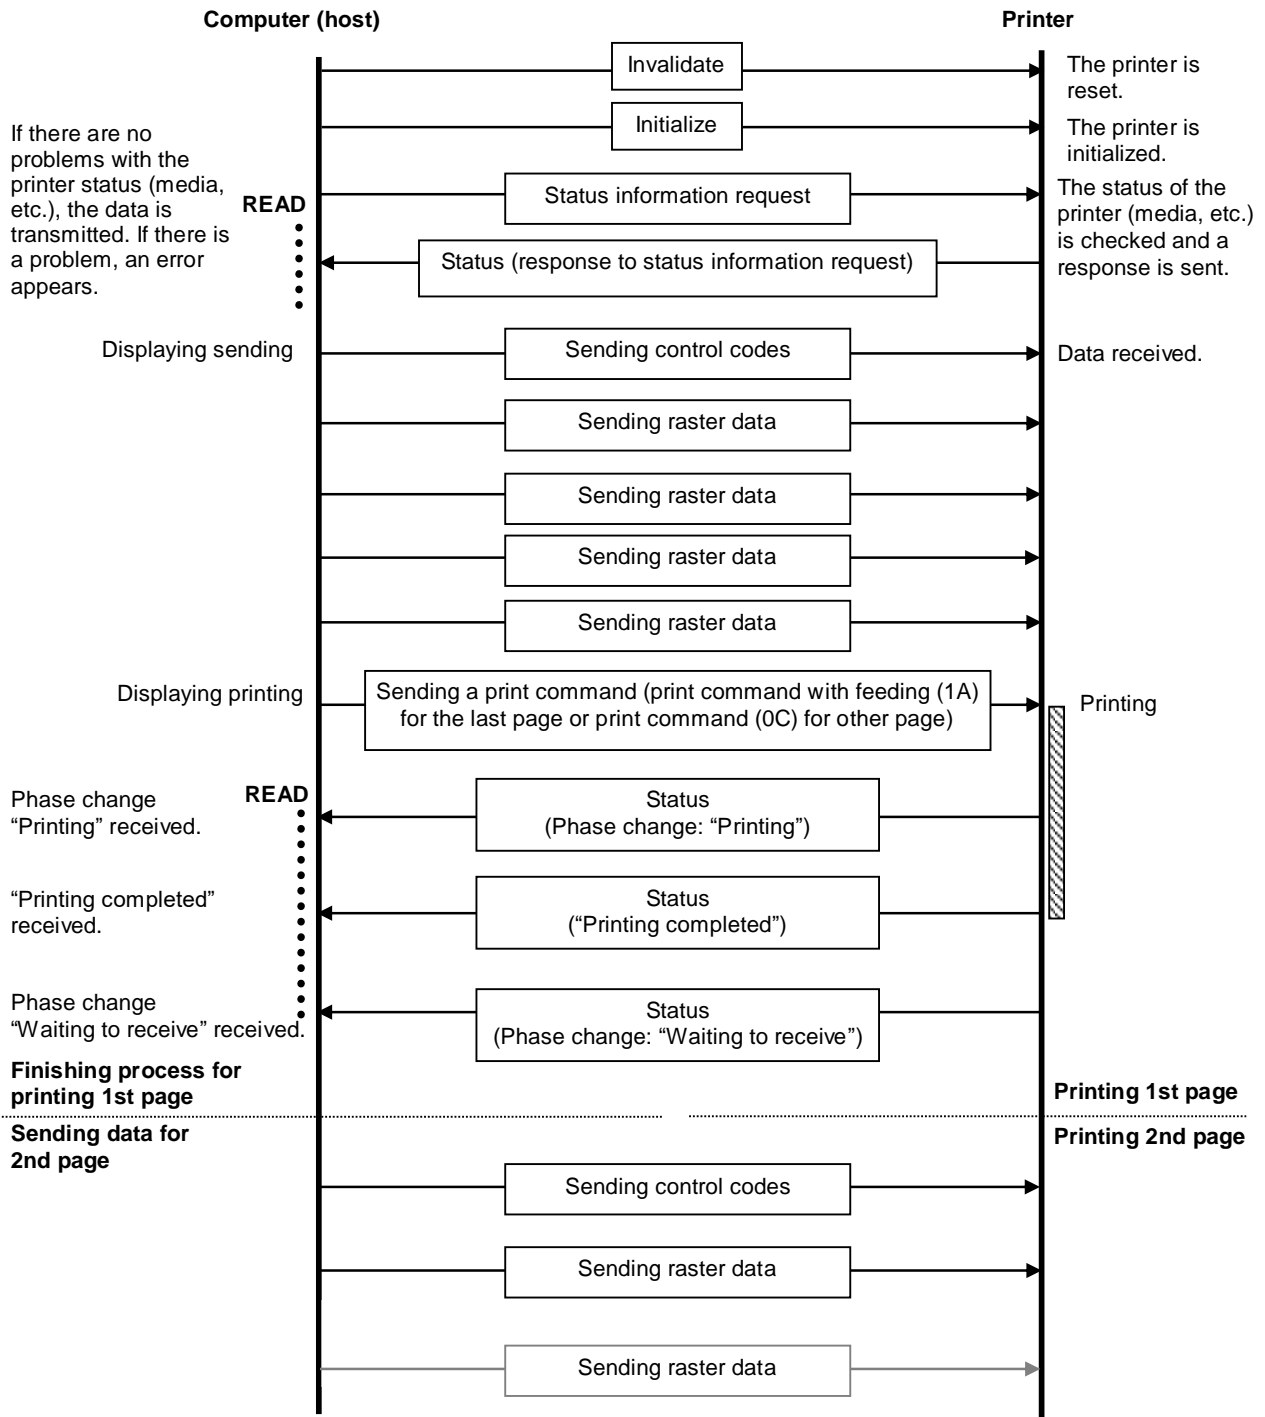 Computer (host)
Printer
Invalidate
The printer is
reset.
Initialize
The printer is
initialized.
If there are no
problems with the
printer status (media,
etc.), the data is
transmitted. If there is
a problem, an error
appears.
READ
Status information request
The status of the
printer (media, etc.)
is checked and a
response is sent.
Status (response to status information request)
Displaying sending
Sending control codes
Data received.
Sending raster data
Sending raster data
Sending raster data
Sending raster data
Displaying printing
Sending a print command (print command with feeding (1A)
for the last page or print command (0C) for other page)
Printing
Phase change
“Printing” received.
READ
Status
(Phase change: “Printing”)
“Printing completed”
received.
Status
(“Printing completed”)
Phase change
“Waiting to receive” received.
Status
(Phase change: “Waiting to receive”)
Finishing process for
printing 1st page
Printing 1st page
Sending data for
2nd page
Printing 2nd page
Sending control codes
Sending raster data
Sending raster data